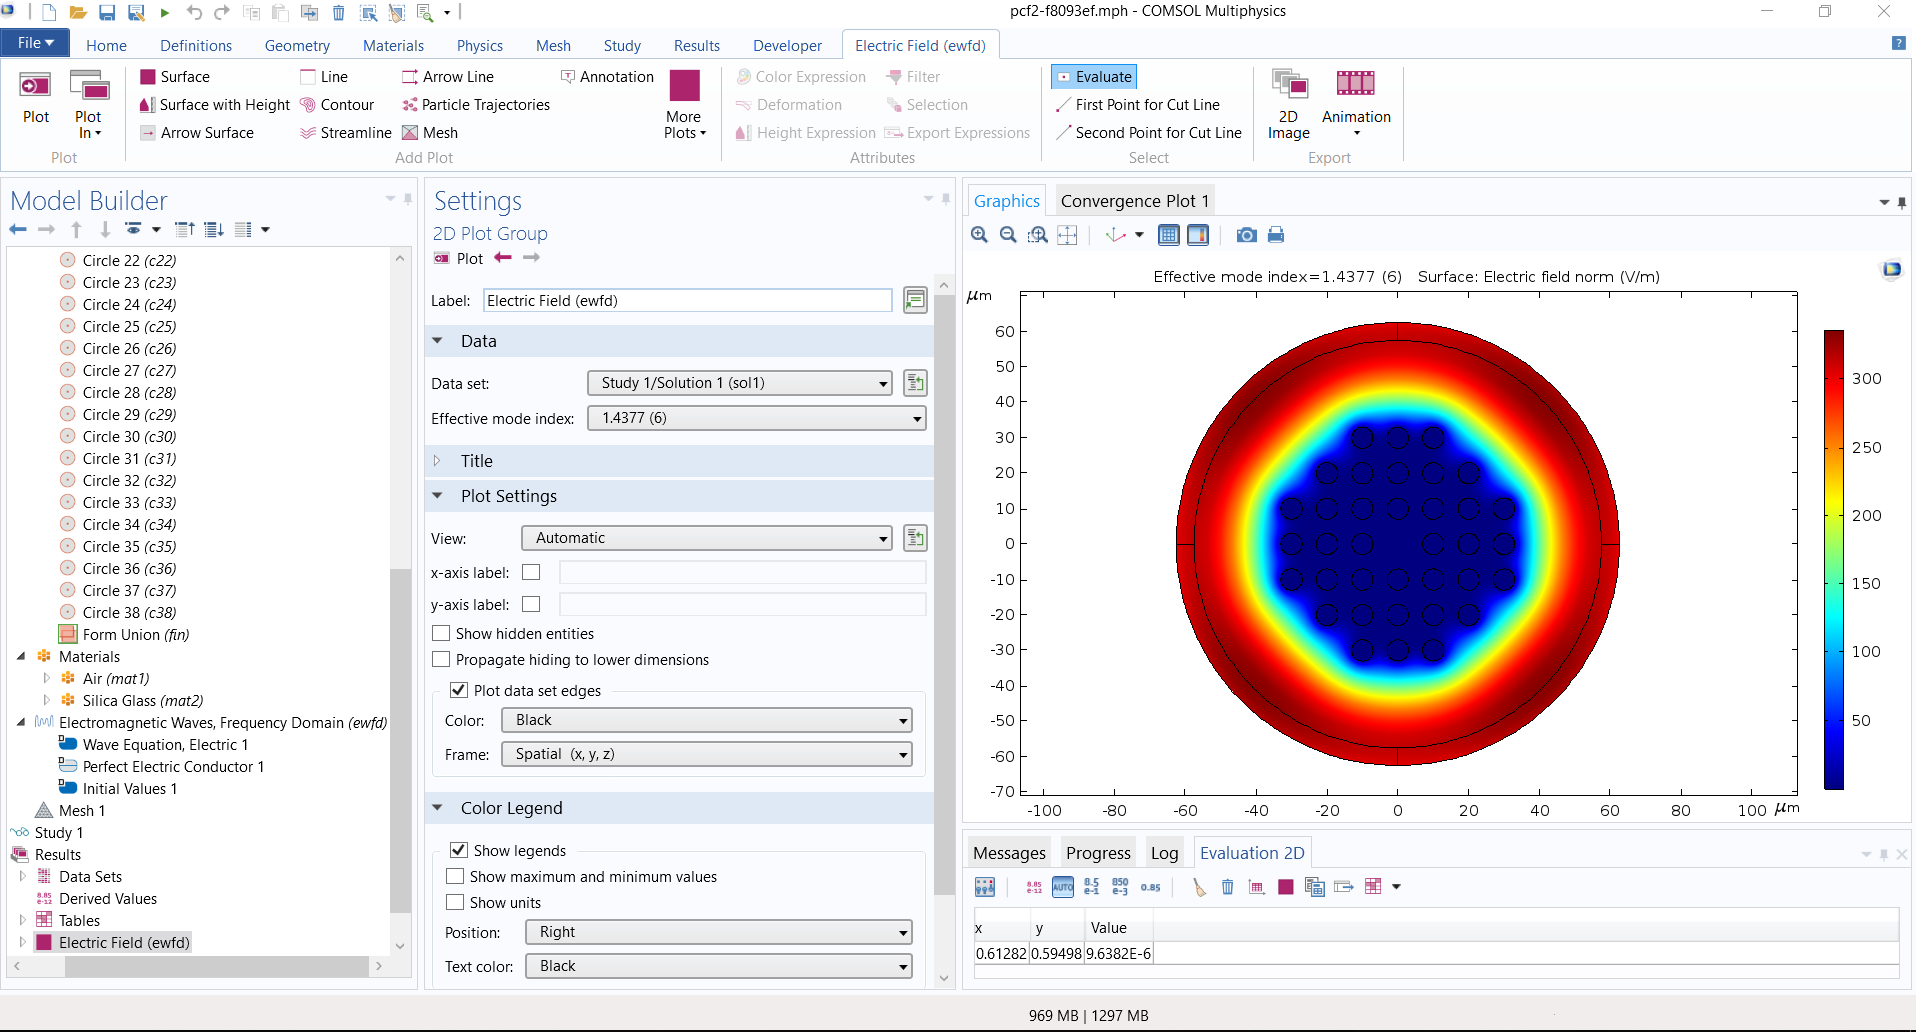 pcf2-f8093ef.mph - COMSOL Multiphysics
File Home Definitions Geometry Materials Physics Mesh Study Results Developer Electric Field (ewfd)
Plot
Plot In
Plot
Surface
Surface with Height
Arrow Surface
Line
Contour
Streamline
Arrow Line
Particle Trajectories
Mesh
Annotation
More Plots
Add Plot
Color Expression
Deformation
Height Expression
Filter
Selection
Export Expressions
Attributes
Evaluate
First Point for Cut Line
Second Point for Cut Line
Select
2D Image
Animation
Export
Model Builder
Circle 22 (c22)
Circle 23 (c23)
Circle 24 (c24)
Circle 25 (c25)
Circle 26 (c26)
Circle 27 (c27)
Circle 28 (c28)
Circle 29 (c29)
Circle 30 (c30)
Circle 31 (c31)
Circle 32 (c32)
Circle 33 (c33)
Circle 34 (c34)
Circle 35 (c35)
Circle 36 (c36)
Circle 37 (c37)
Circle 38 (c38)
Form Union (fin)
Materials
Air (mat1)
Silica Glass (mat2)
Electromagnetic Waves, Frequency Domain (ewfd)
Wave Equation, Electric 1
Perfect Electric Conductor 1
Initial Values 1
Mesh 1
Study 1
Results
Data Sets
8.85 e-12 Derived Values
Tables
Electric Field (ewfd)
Settings
2D Plot Group
Plot
Label: Electric Field (ewfd)
Data
Data set: Study 1/Solution 1 (sol1)
Effective mode index: 1.4377 (6)
Title
Plot Settings
View: Automatic
x-axis label:
y-axis label:
Show hidden entities
Propagate hiding to lower dimensions
Plot data set edges
Color: Black
Frame: Spatial (x, y, z)
Color Legend
Show legends
Show maximum and minimum values
Show units
Position: Right
Text color: Black
Graphics Convergence Plot 1
Effective mode index=1.4377 (6) Surface: Electric field norm (V/m)
μm
60
50
40
30
20
10
0
-10
-20
-30
-40
-50
-60
-70
-100 -80 -60 -40 -20 0 20 40 60 80 100 μm
300
250
200
150
100
50
Messages Progress Log Evaluation 2D
8.85 e-12 AUTO 8.5 e-1 850 e-3 0.85
x y Value
0.61282 0.59498 9.6382E-6
969 MB | 1297 MB